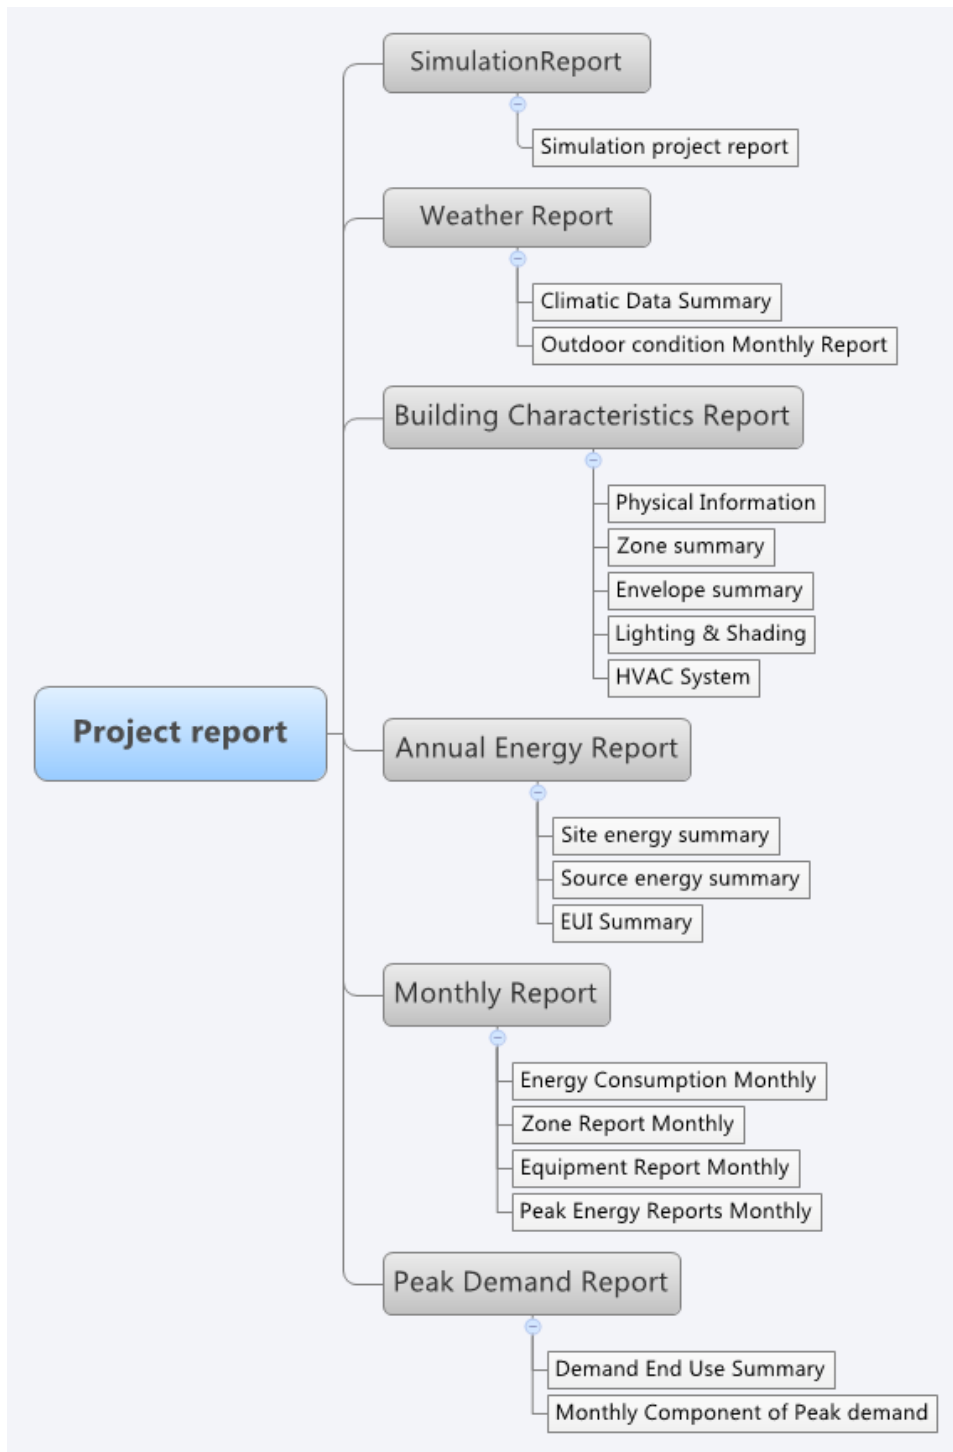 SimulationReport
Simulation project report
Weather Report
Climatic Data Summary
Outdoor condition Monthly Report
Building Characteristics Report
Physical Information
Zone summary
Envelope summary
Lighting & Shading
HVAC System
Project report
Annual Energy Report
Site energy summary
Source energy summary
EUI Summary
Monthly Report
Energy Consumption Monthly
Zone Report Monthly
Equipment Report Monthly
Peak Energy Reports Monthly
Peak Demand Report
Demand End Use Summary
Monthly Component of Peak demand